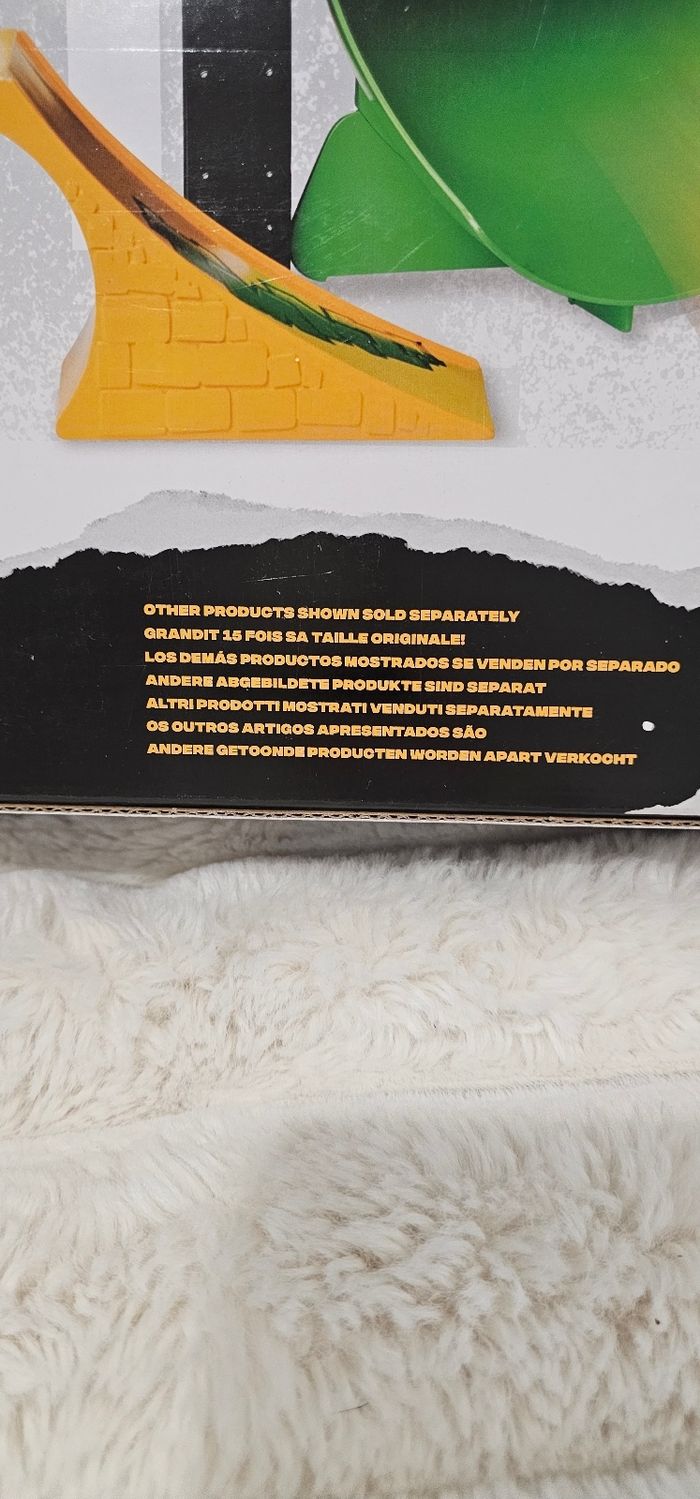 OTHER PRODUCTS SHOWN SOLD SEPARATELY
GRANDIT 15 FOIS SA TAILLE ORIGINALE!
LOS DEMÁS PRODUCTOS MOSTRADOS SE VENDEN POR SEPARADO
ANDERE ABGEBILDETE PRODUKTE SIND SEPARAT
ALTRI PRODOTTI MOSTRATI VENDUTI SEPARATAMENTE
OS OUTROS ARTIGOS APRESENTADOS SÃO
ANDERE GETOONDE PRODUCTEN WORDEN APART VERKOCHT